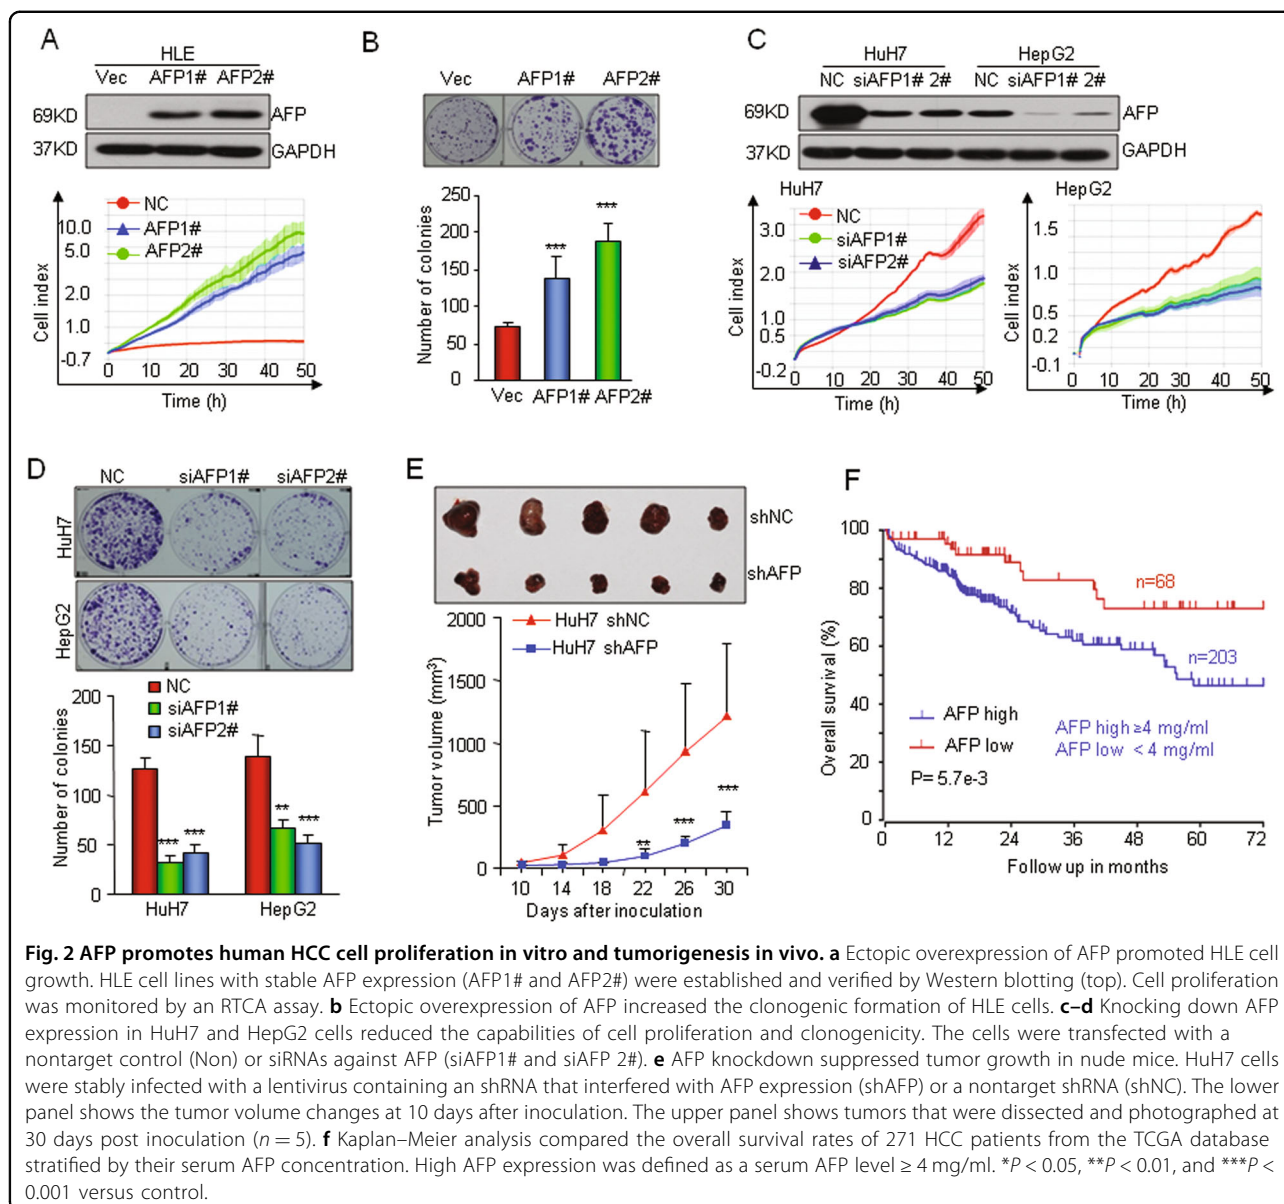 A
HLE
Vec AFP1# AFP2#
69KD
AFP
37KD
GAPDH
Cell index
10.0
5.0
2.0
1.0
-0.7
NC
AFP1#
AFP2#
0 10 20 30 40 50
Time (h)
B
Vec AFP1# AFP2#
Number of colonies
250
200
150
100
50
0
***
***
Vec AFP1# AFP2#
C
HuH7 HepG2
NC siAFP1# 2# NC siAFP1# 2#
69KD
AFP
37KD
GAPDH
HuH7
Cell index
3.0
2.0
1.0
0.5
-0.2
NC
siAFP1#
siAFP2#
0 10 20 30 40 50
Time (h)
HepG2
Cell index
1.5
1.0
0.5
0.2
-0.1
0 10 20 30 40 50
Time (h)
D
NC siAFP1# siAFP2#
HuH7
HepG2
Number of colonies
200
150
100
50
0
NC
siAFP1#
siAFP2#
*** *** ** ***
HuH7 HepG2
E
shNC
shAFP
Tumor volume (mm³)
2000
1500
1000
500
0
HuH7 shNC
HuH7 shAFP
** *** ***
10 14 18 22 26 30
Days after inoculation
F
Overall survival (%)
100
80
60
40
20
0
n=68
n=203
AFP high
AFP low
AFP high ≥4 mg/ml
AFP low < 4 mg/ml
P= 5.7e-3
0 12 24 36 48 60 72
Follow up in months
Fig. 2 AFP promotes human HCC cell proliferation in vitro and tumorigenesis in vivo. a Ectopic overexpression of AFP promoted HLE cell
growth. HLE cell lines with stable AFP expression (AFP1# and AFP2#) were established and verified by Western blotting (top). Cell proliferation
was monitored by an RTCA assay. b Ectopic overexpression of AFP increased the clonogenic formation of HLE cells. c–d Knocking down AFP
expression in HuH7 and HepG2 cells reduced the capabilities of cell proliferation and clonogenicity. The cells were transfected with a
nontarget control (Non) or siRNAs against AFP (siAFP1# and siAFP 2#). e AFP knockdown suppressed tumor growth in nude mice. HuH7 cells
were stably infected with a lentivirus containing an shRNA that interfered with AFP expression (shAFP) or a nontarget shRNA (shNC). The lower
panel shows the tumor volume changes at 10 days after inoculation. The upper panel shows tumors that were dissected and photographed at
30 days post inoculation (n = 5). f Kaplan–Meier analysis compared the overall survival rates of 271 HCC patients from the TCGA database
stratified by their serum AFP concentration. High AFP expression was defined as a serum AFP level ≥ 4 mg/ml. *P < 0.05, **P < 0.01, and ***P <
0.001 versus control.